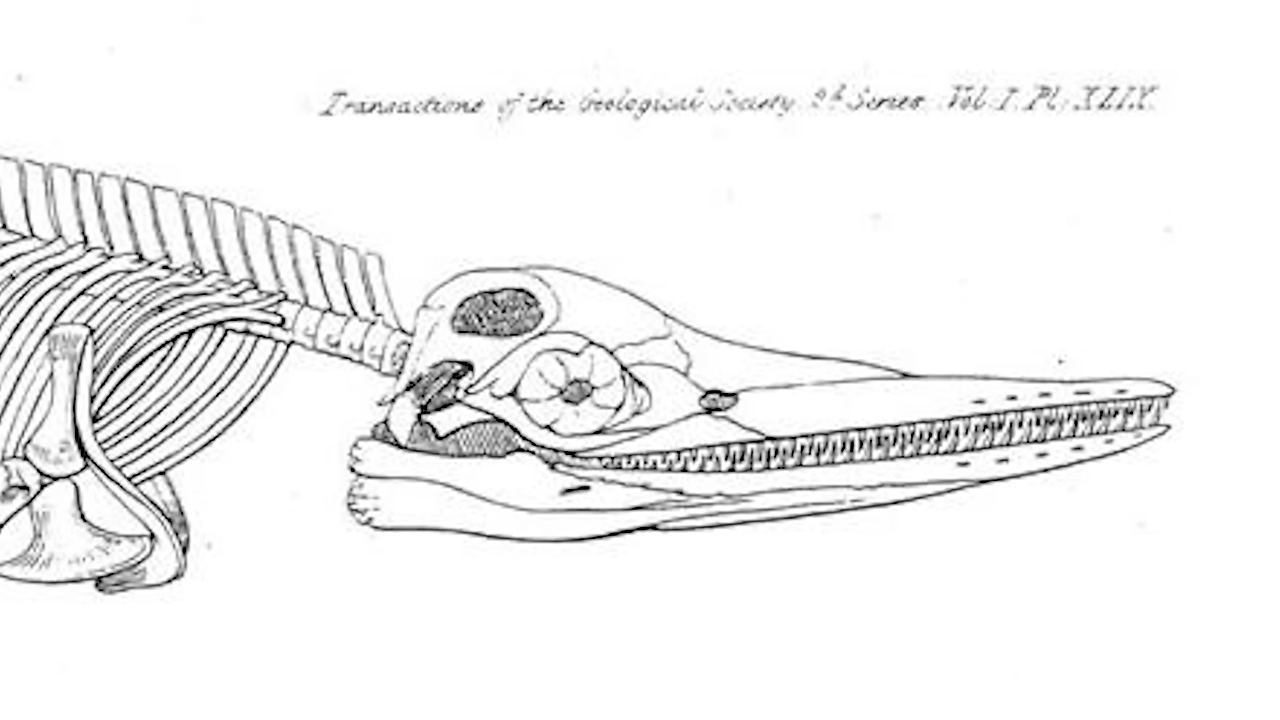 Transactions of the Geological Society, 2d Series Vol. I. Pl. XLIX.